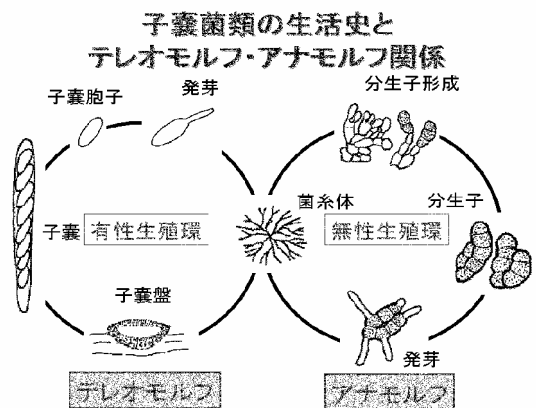 子嚢菌類の生活史と
テレオモルフ・アナモルフ関係
子嚢胞子
発芽
分生子形成
子嚢
有性生殖環
菌糸体
無性生殖環
分生子
子嚢盤
発芽
テレオモルフ
アナモルフ